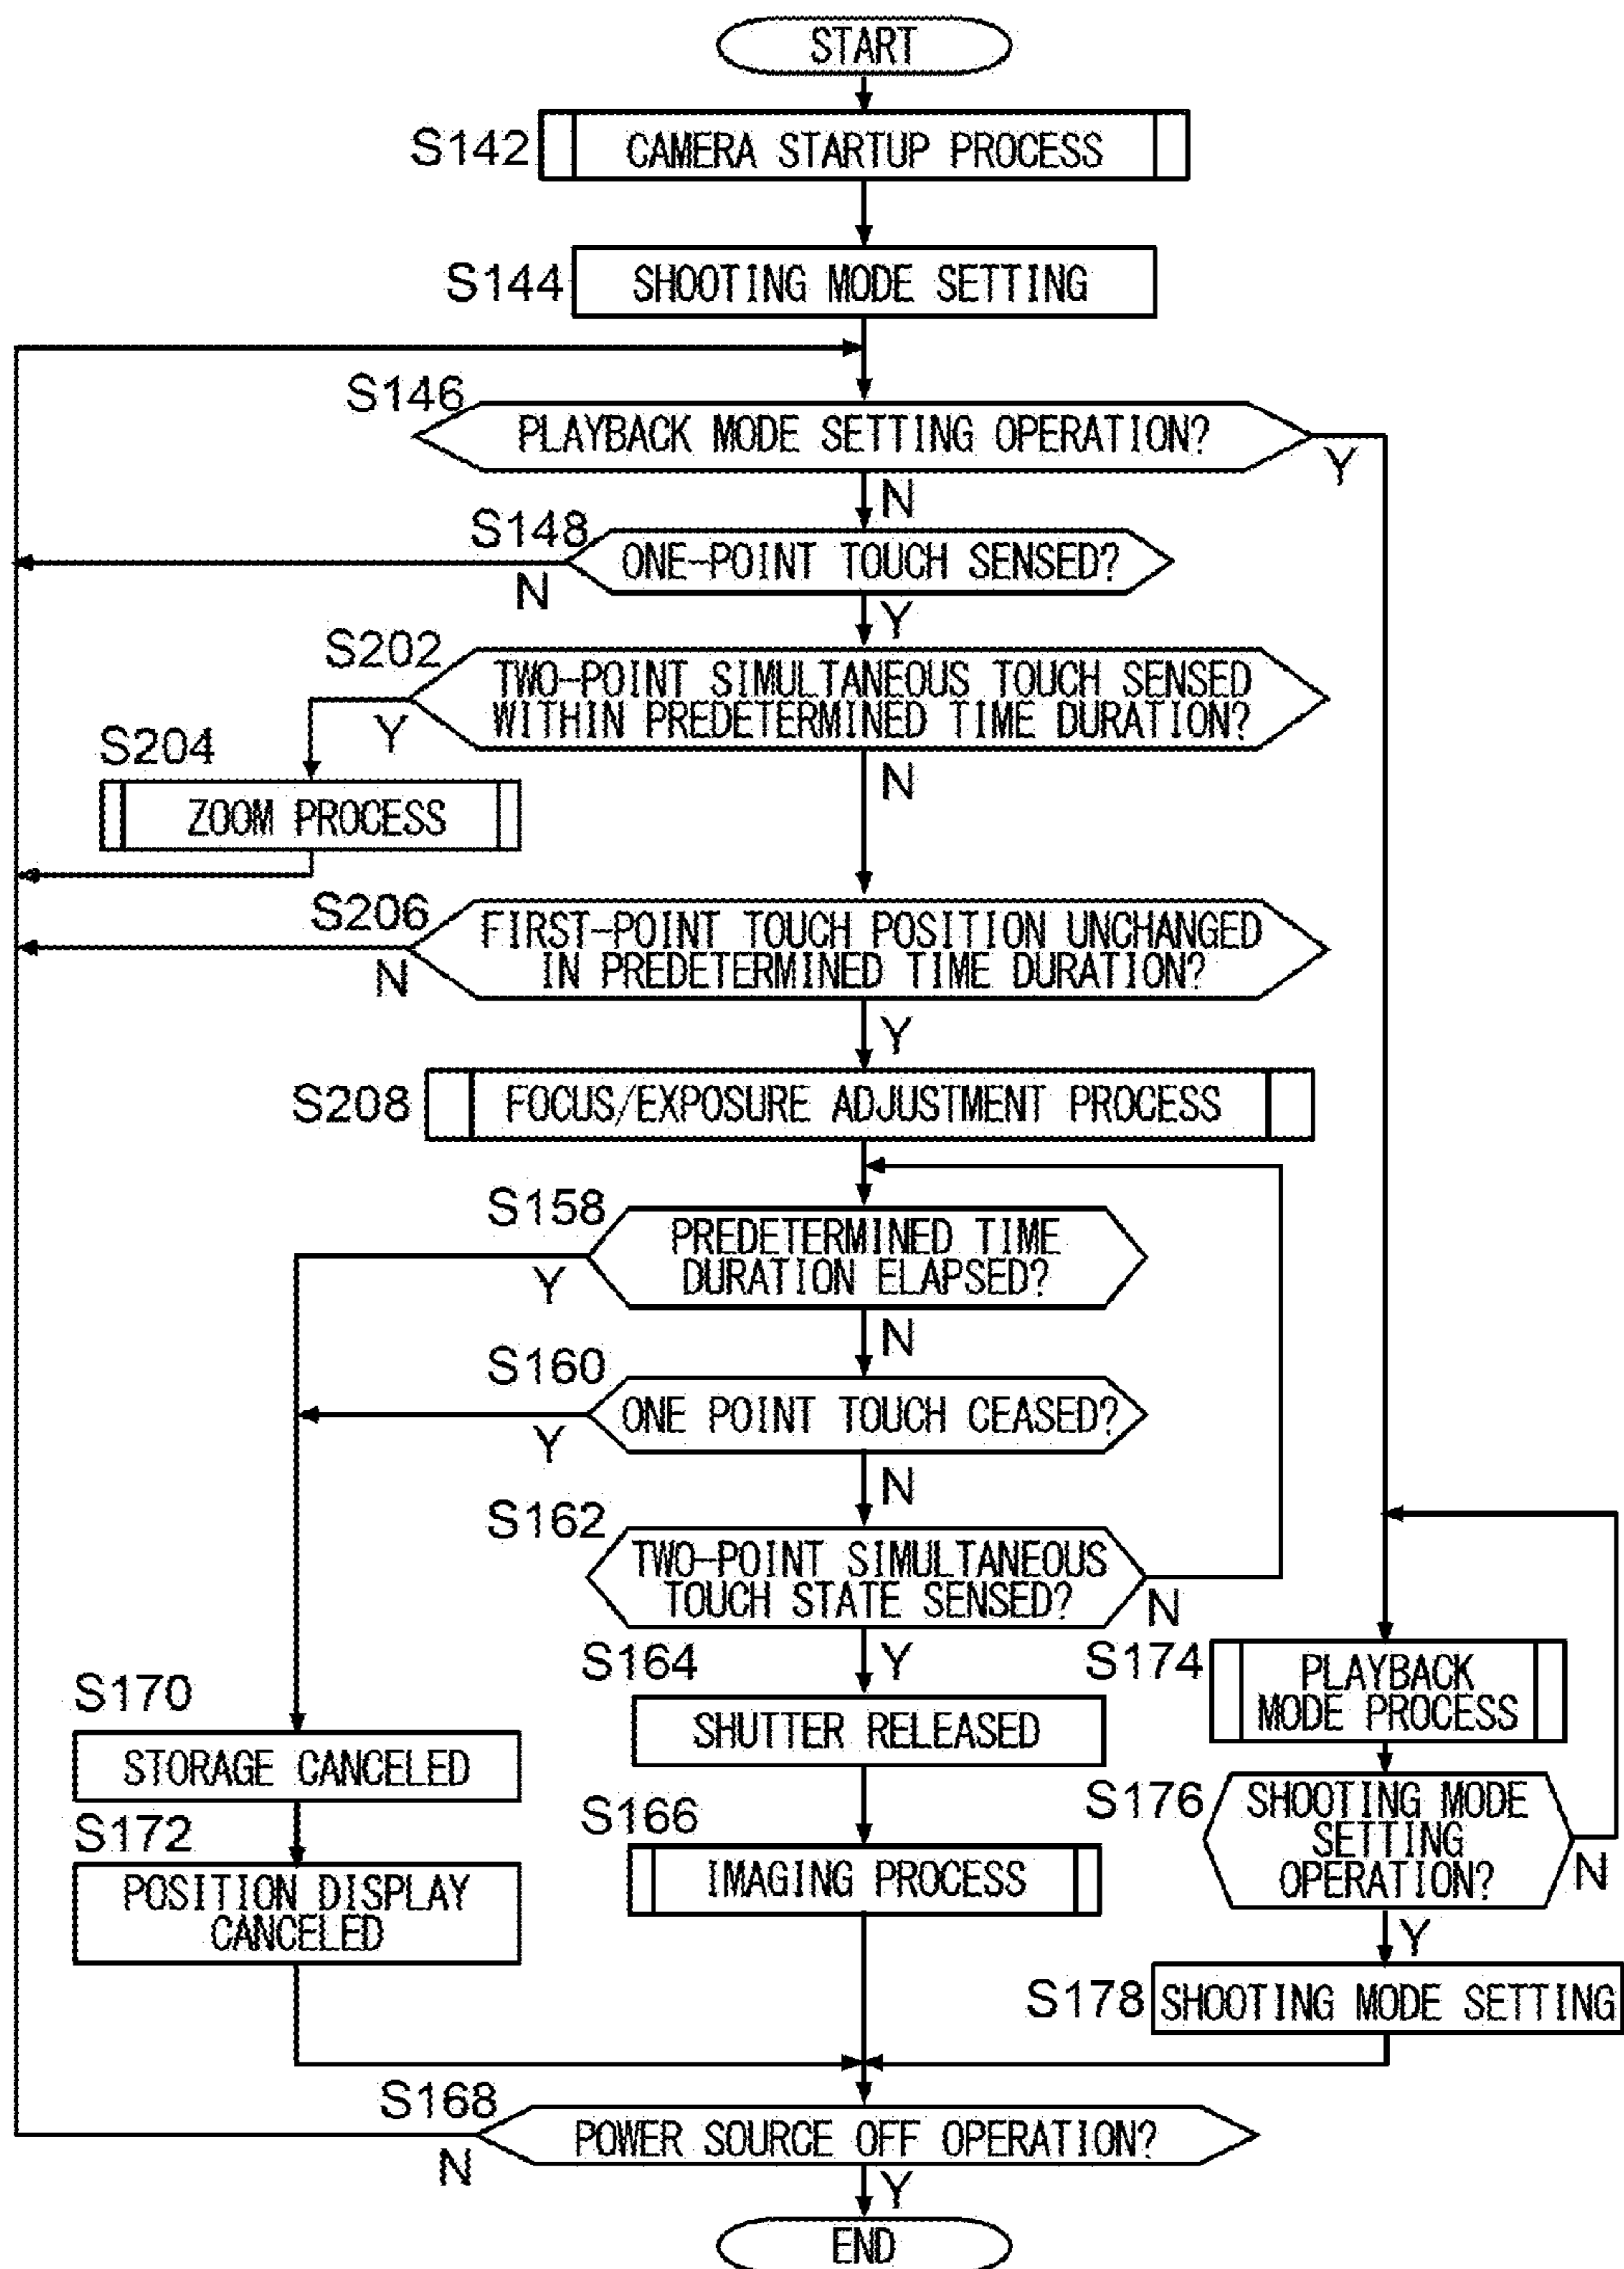 START
S142
CAMERA STARTUP PROCESS
S144
SHOOTING MODE SETTING
S146
PLAYBACK MODE SETTING OPERATION?
Y
N
S148
ONE-POINT TOUCH SENSED?
N
Y
S202
TWO-POINT SIMULTANEOUS TOUCH SENSED
WITHIN PREDETERMINED TIME DURATION?
Y
N
S204
ZOOM PROCESS
S206
FIRST-POINT TOUCH POSITION UNCHANGED
IN PREDETERMINED TIME DURATION?
N
Y
S208
FOCUS/EXPOSURE ADJUSTMENT PROCESS
S158
PREDETERMINED TIME
DURATION ELAPSED?
Y
N
S160
ONE POINT TOUCH CEASED?
Y
N
S162
TWO-POINT SIMULTANEOUS
TOUCH STATE SENSED?
N
Y
S164
SHUTTER RELEASED
S166
IMAGING PROCESS
S170
STORAGE CANCELED
S172
POSITION DISPLAY
CANCELED
S174
PLAYBACK
MODE PROCESS
S176
SHOOTING MODE
SETTING
OPERATION?
N
Y
S178
SHOOTING MODE SETTING
S168
POWER SOURCE OFF OPERATION?
N
Y
END